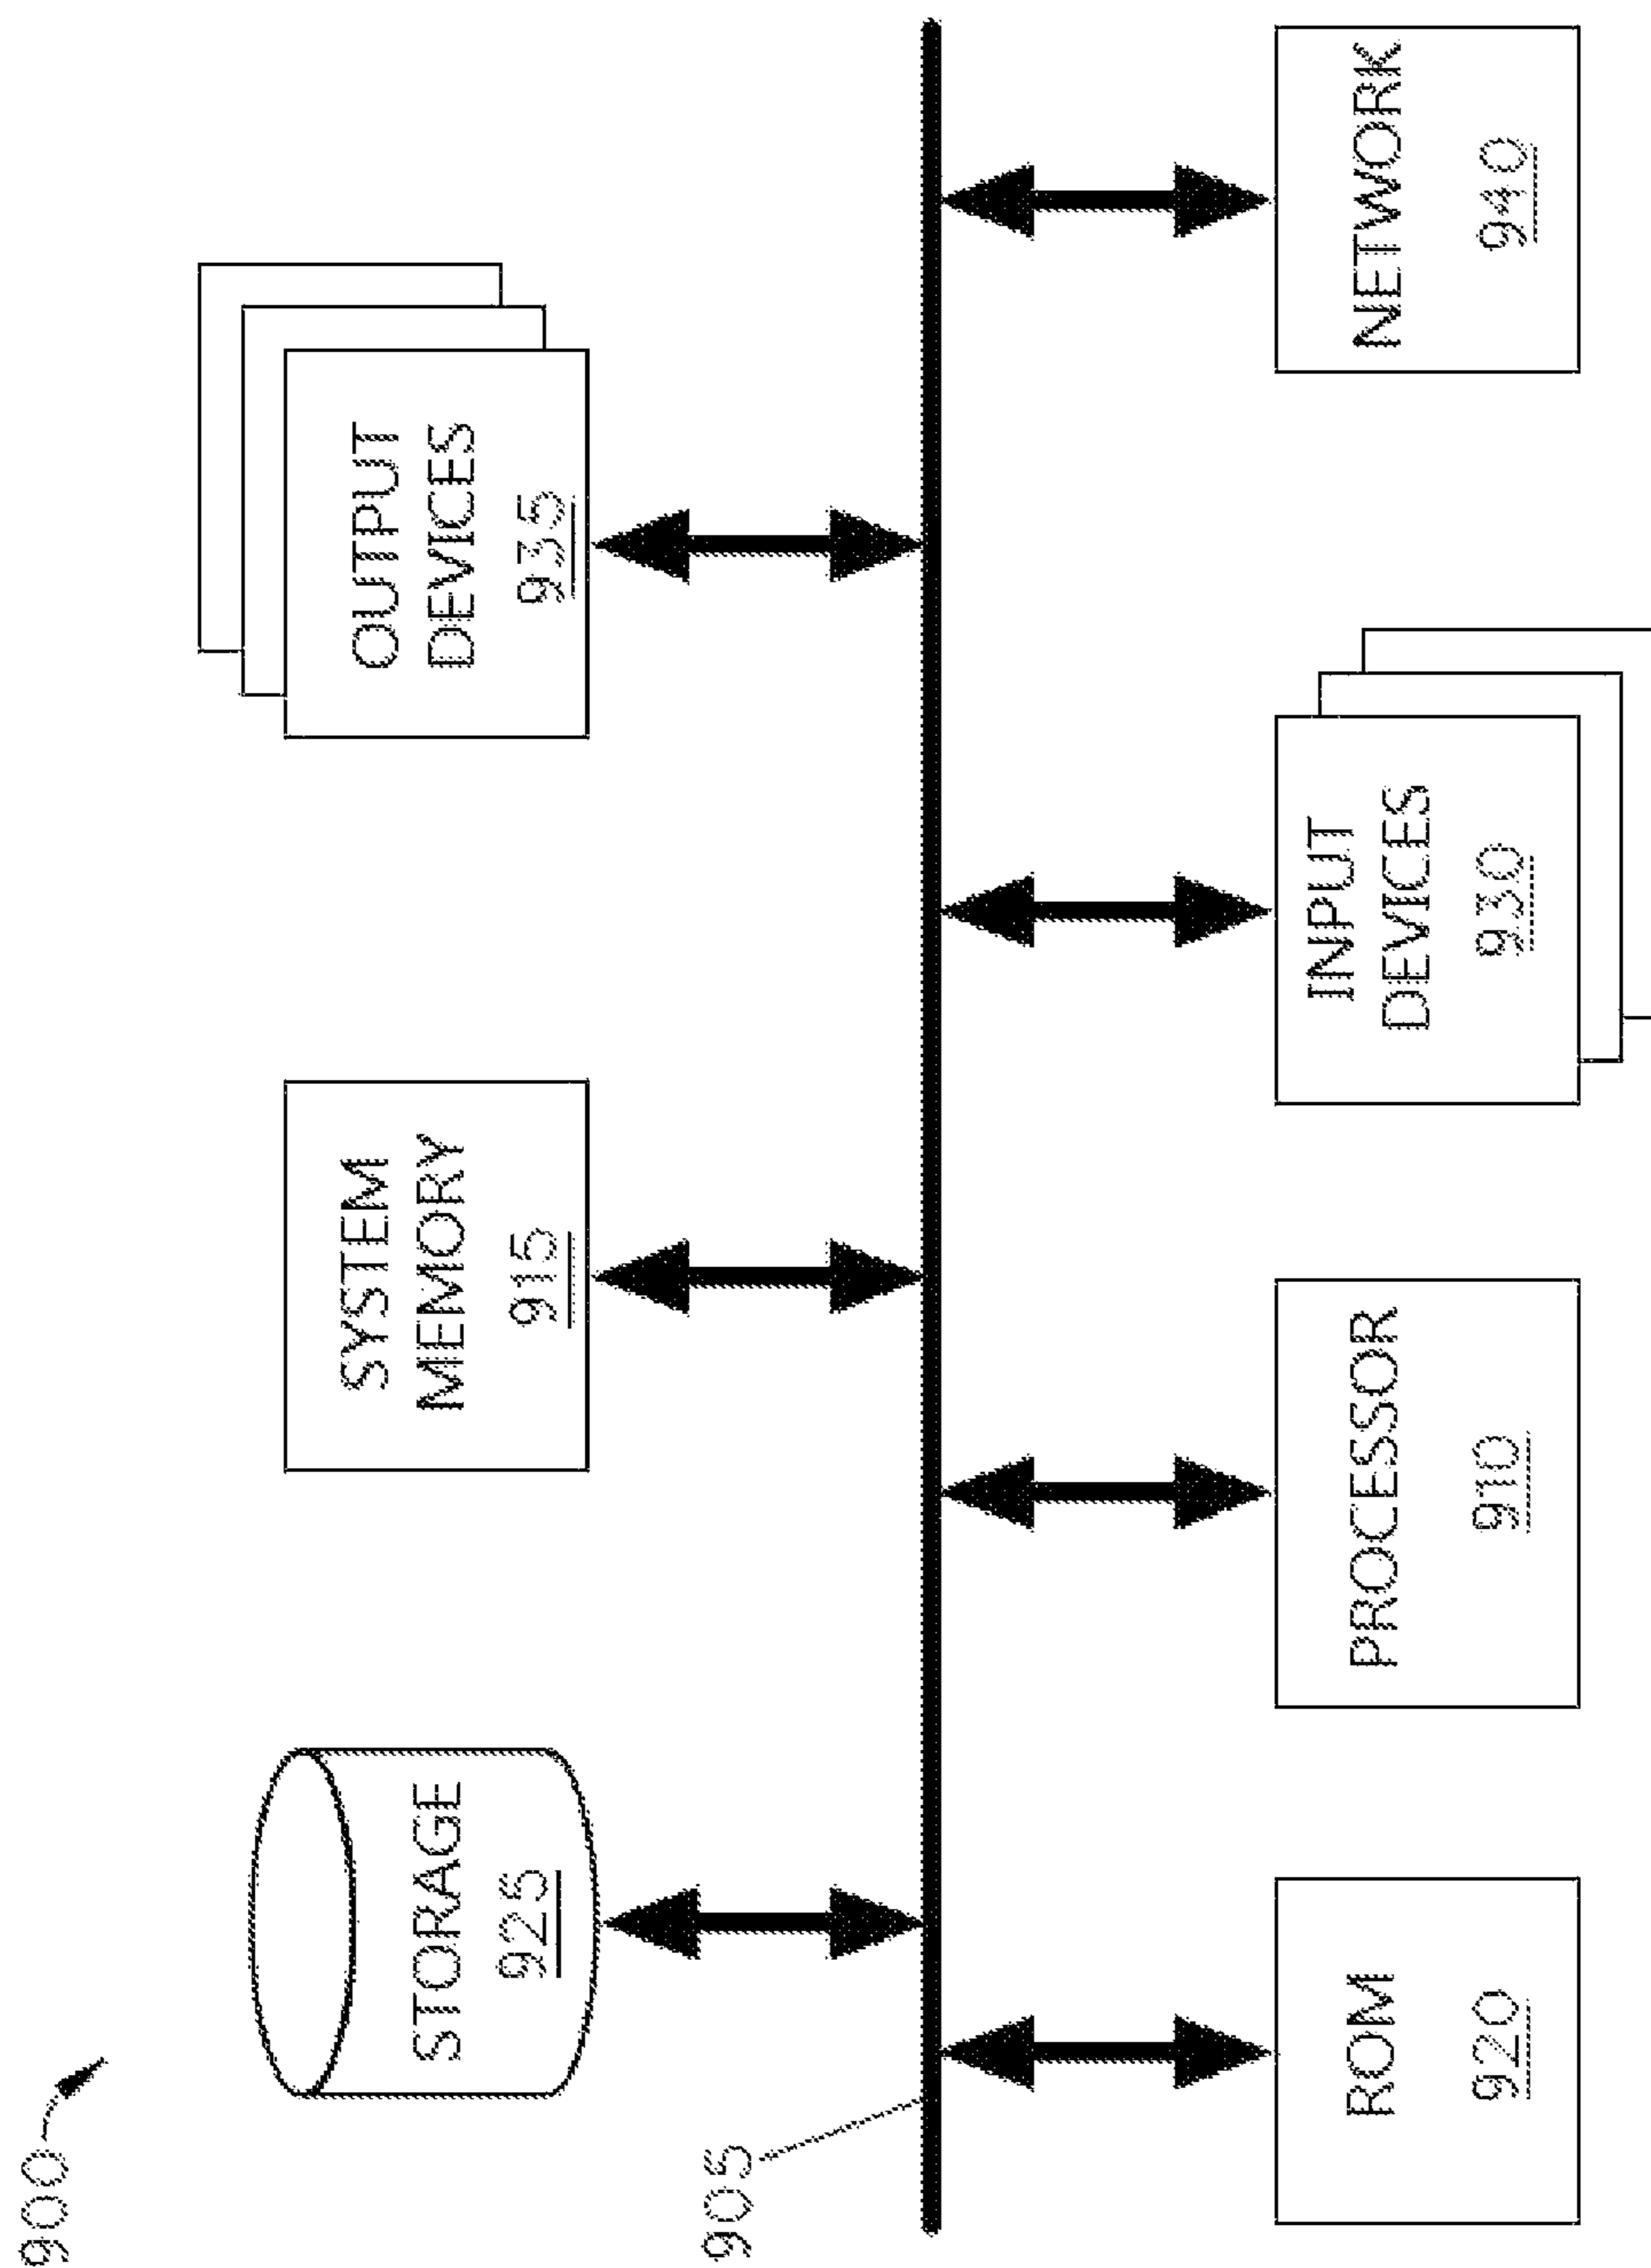 900
STORAGE
925
SYSTEM
MEMORY
915
OUTPUT
DEVICES
935
905
ROM
920
PROCESSOR
910
INPUT
DEVICES
930
NETWORK
940